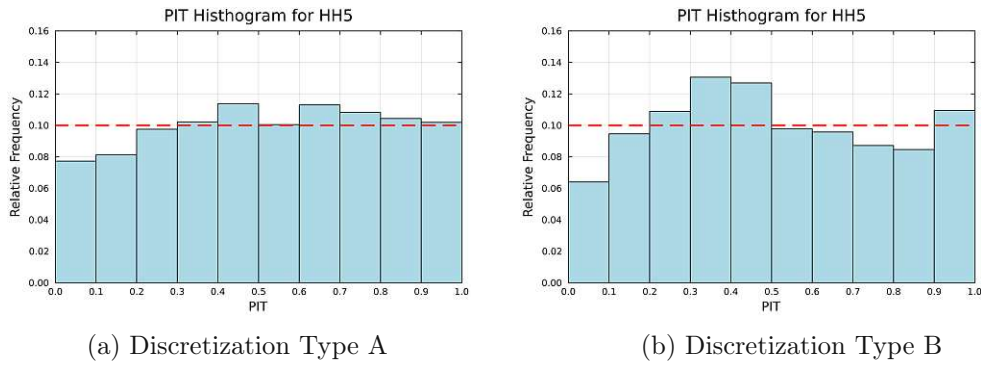 PIT Histhogram for HH5
0.16
0.14
0.12
0.10
0.08
0.06
0.04
0.02
0.00
Relative Frequency
0.0 0.1 0.2 0.3 0.4 0.5 0.6 0.7 0.8 0.9 1.0
PIT
(a) Discretization Type A
PIT Histhogram for HH5
0.16
0.14
0.12
0.10
0.08
0.06
0.04
0.02
0.00
Relative Frequency
0.0 0.1 0.2 0.3 0.4 0.5 0.6 0.7 0.8 0.9 1.0
PIT
(b) Discretization Type B